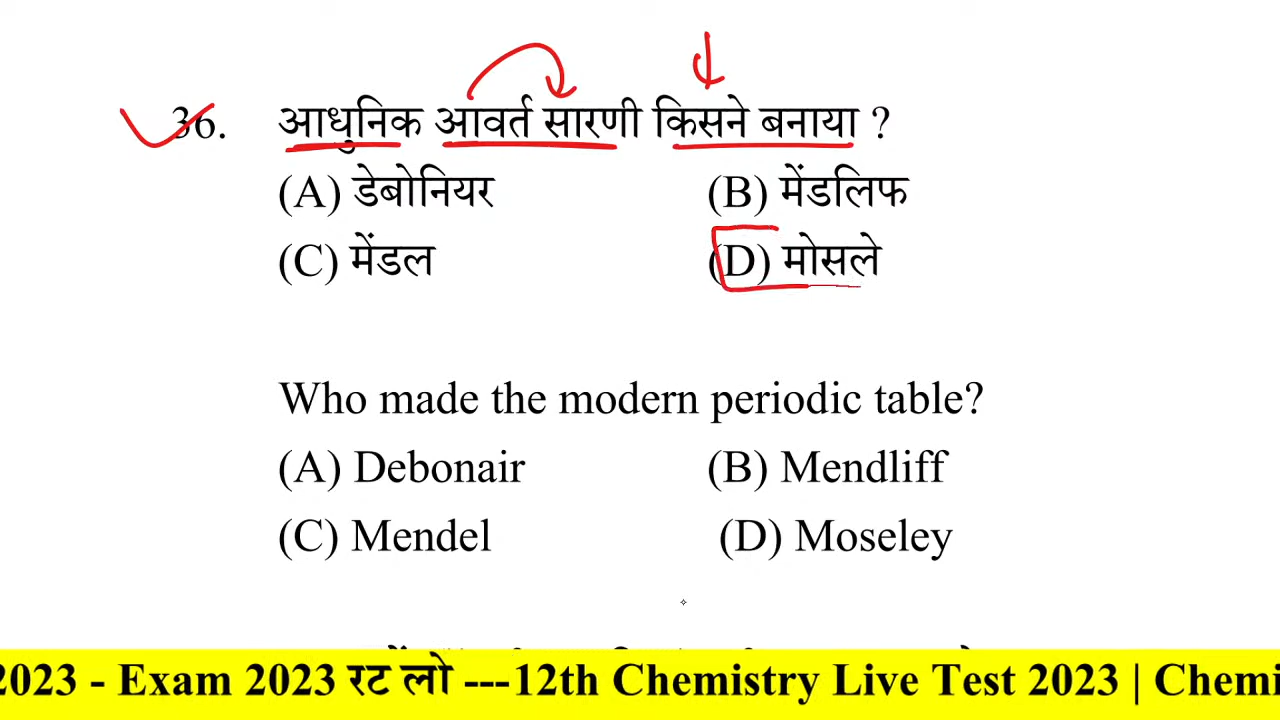 36. आधुनिक आवर्त सारणी किसने बनाया ?
(A) डेबोनियर (B) मेंडलिफ
(C) मेंडल (D) मोसले
Who made the modern periodic table?
(A) Debonair (B) Mendliff
(C) Mendel (D) Moseley
2023 - Exam 2023 रट लो ---12th Chemistry Live Test 2023 |